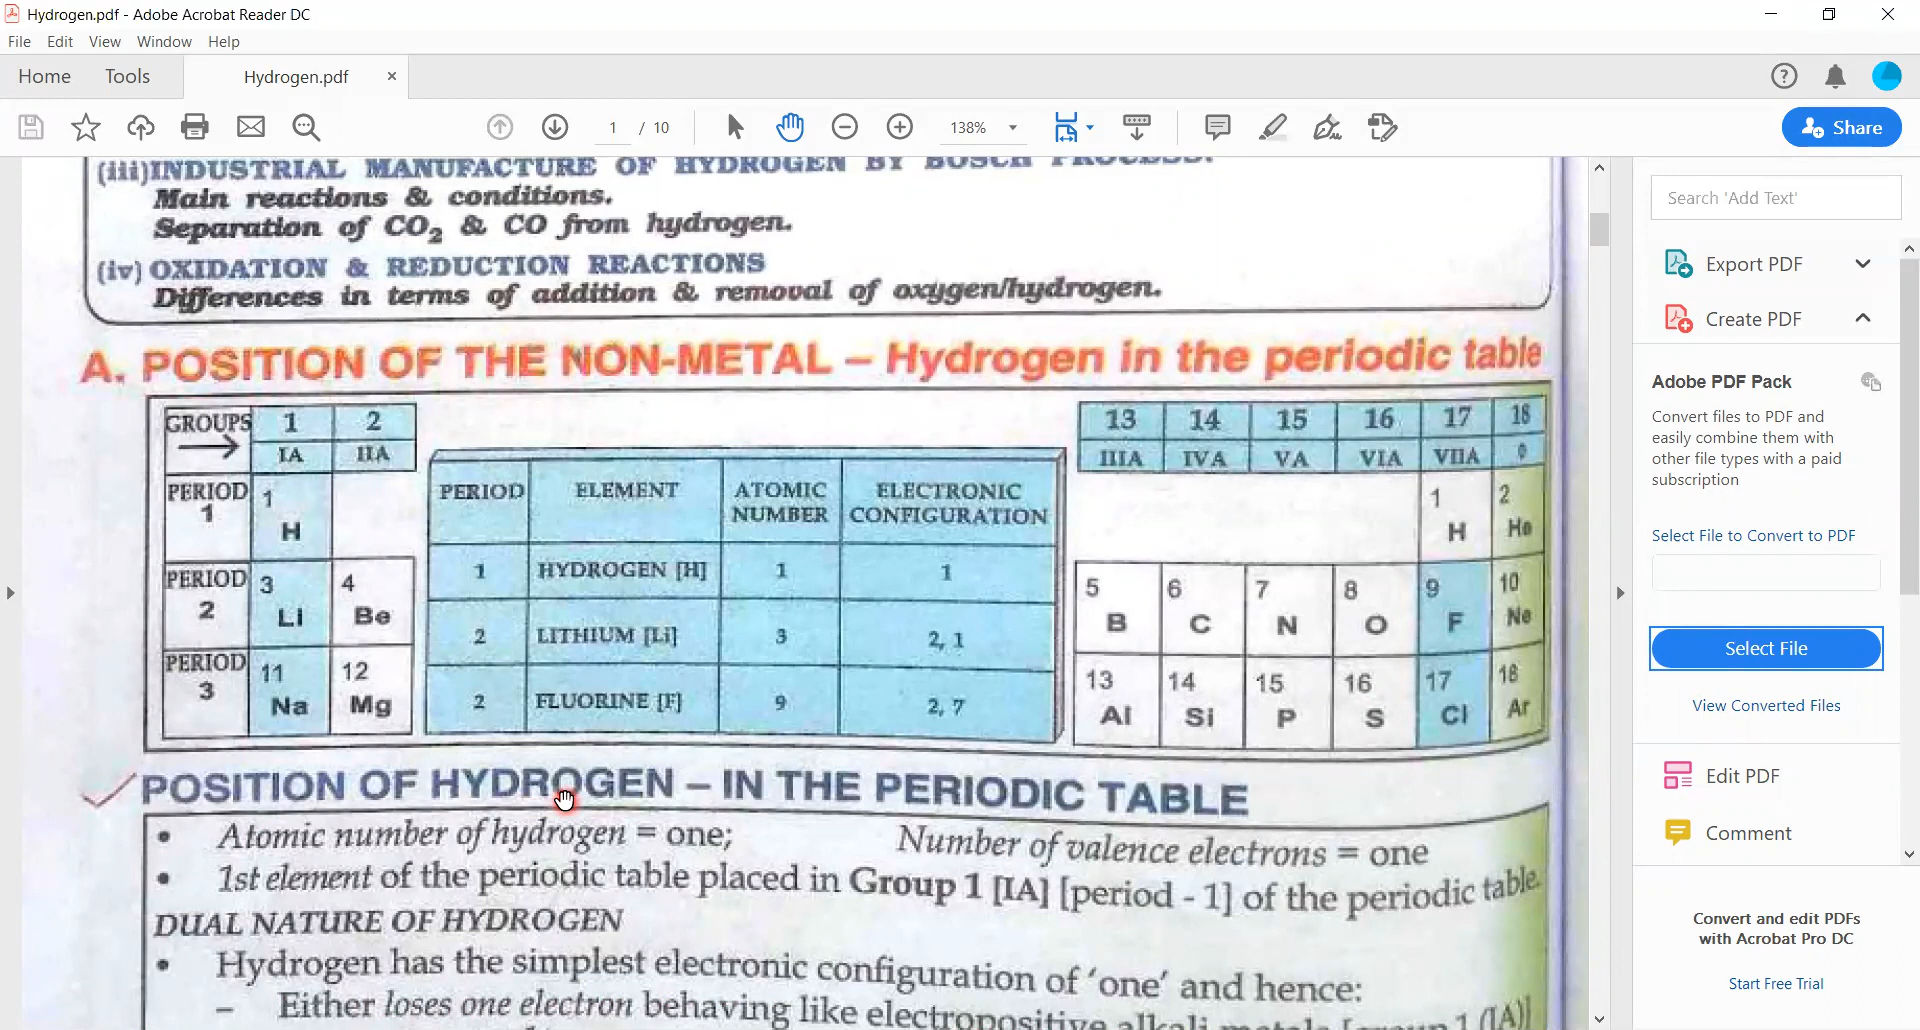 Hydrogen.pdf - Adobe Acrobat Reader DC
File Edit View Window Help
Home Tools Hydrogen.pdf ×
1 / 10 138% Share
(iii)INDUSTRIAL MANUFACTURE OF HYDROGEN BY BOSCH PROCESS.
Main reactions & conditions.
Separation of CO₂ & CO from hydrogen.
(iv) OXIDATION & REDUCTION REACTIONS
Differences in terms of addition & removal of oxygen/hydrogen.
A. POSITION OF THE NON-METAL – Hydrogen in the periodic table
GROUPS 1 2
IA IIA
PERIOD 1 1 H
PERIOD 2 3 Li 4 Be
PERIOD 3 11 Na 12 Mg
PERIOD ELEMENT ATOMIC NUMBER ELECTRONIC CONFIGURATION
1 HYDROGEN [H] 1 1
2 LITHIUM [Li] 3 2, 1
2 FLUORINE [F] 9 2, 7
13 14 15 16 17 18
IIIA IVA VA VIA VIIA 0
1 H 2 He
5 B 6 C 7 N 8 O 9 F 10 Ne
13 Al 14 Si 15 P 16 S 17 Cl 18 Ar
POSITION OF HYDROGEN – IN THE PERIODIC TABLE
• Atomic number of hydrogen = one; Number of valence electrons = one
• 1st element of the periodic table placed in Group 1 [IA] [period - 1] of the periodic table.
DUAL NATURE OF HYDROGEN
• Hydrogen has the simplest electronic configuration of 'one' and hence:
– Either loses one electron behaving like electropositive alkali metals [group 1 (IA)]
Search 'Add Text'
Export PDF
Create PDF
Adobe PDF Pack
Convert files to PDF and
easily combine them with
other file types with a paid
subscription
Select File to Convert to PDF
Select File
View Converted Files
Edit PDF
Comment
Convert and edit PDFs
with Acrobat Pro DC
Start Free Trial